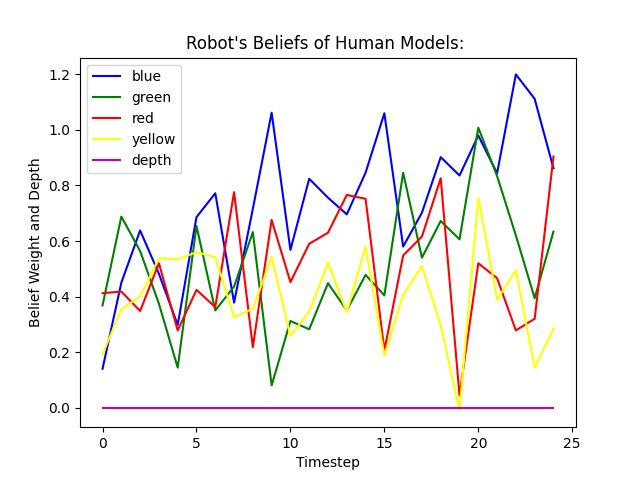 Robot's Beliefs of Human Models:
blue
green
red
yellow
depth
Belief Weight and Depth
1.2
1.0
0.8
0.6
0.4
0.2
0.0
0 5 10 15 20 25
Timestep